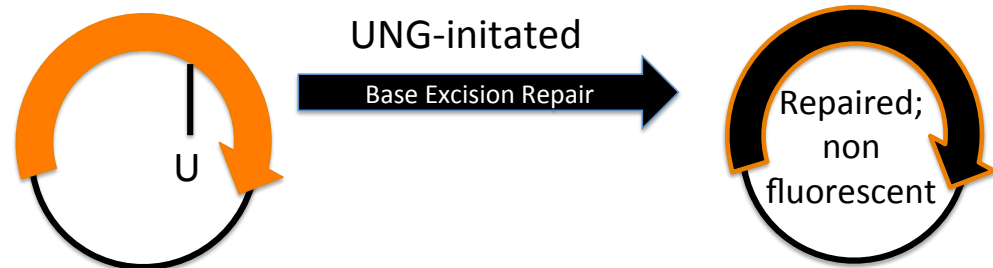 UNG-initated
Base Excision Repair
U
Repaired;
non
fluorescent